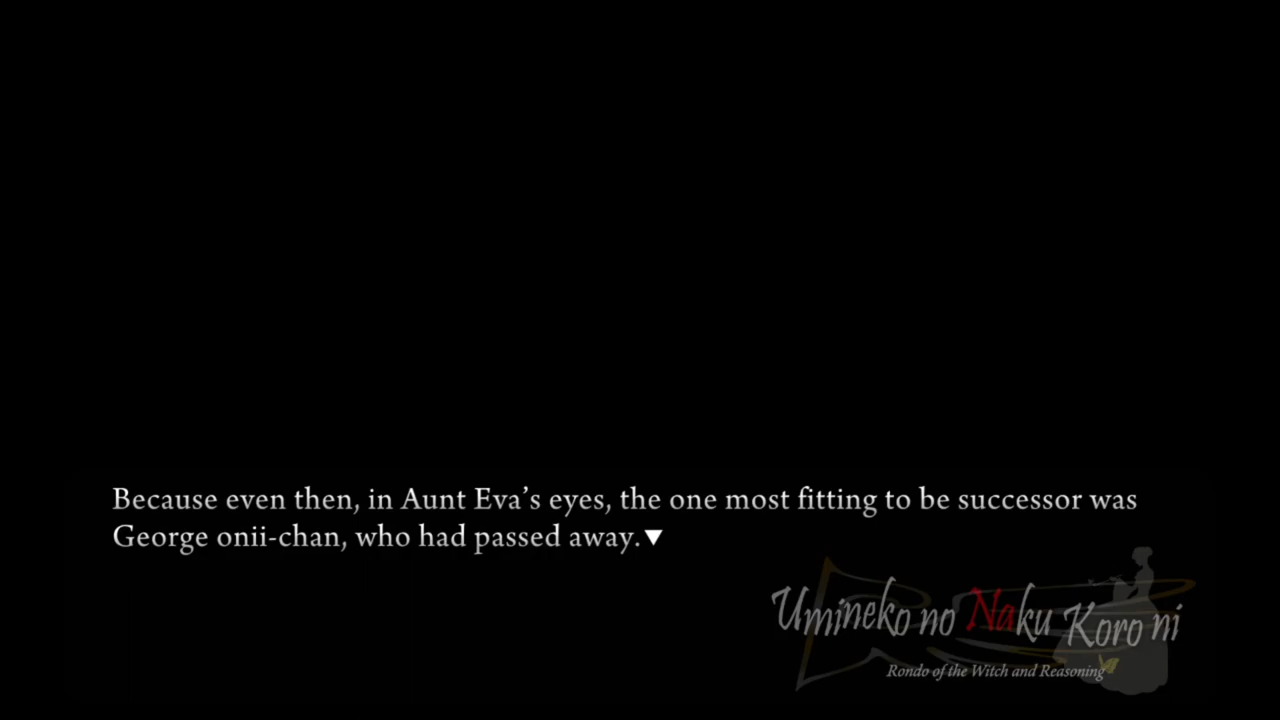 Because even then, in Aunt Eva’s eyes, the one most fitting to be successor was
George onii-chan, who had passed away.▼
Umineko no Naku Koro ni
Rondo of the Witch and Reasoning